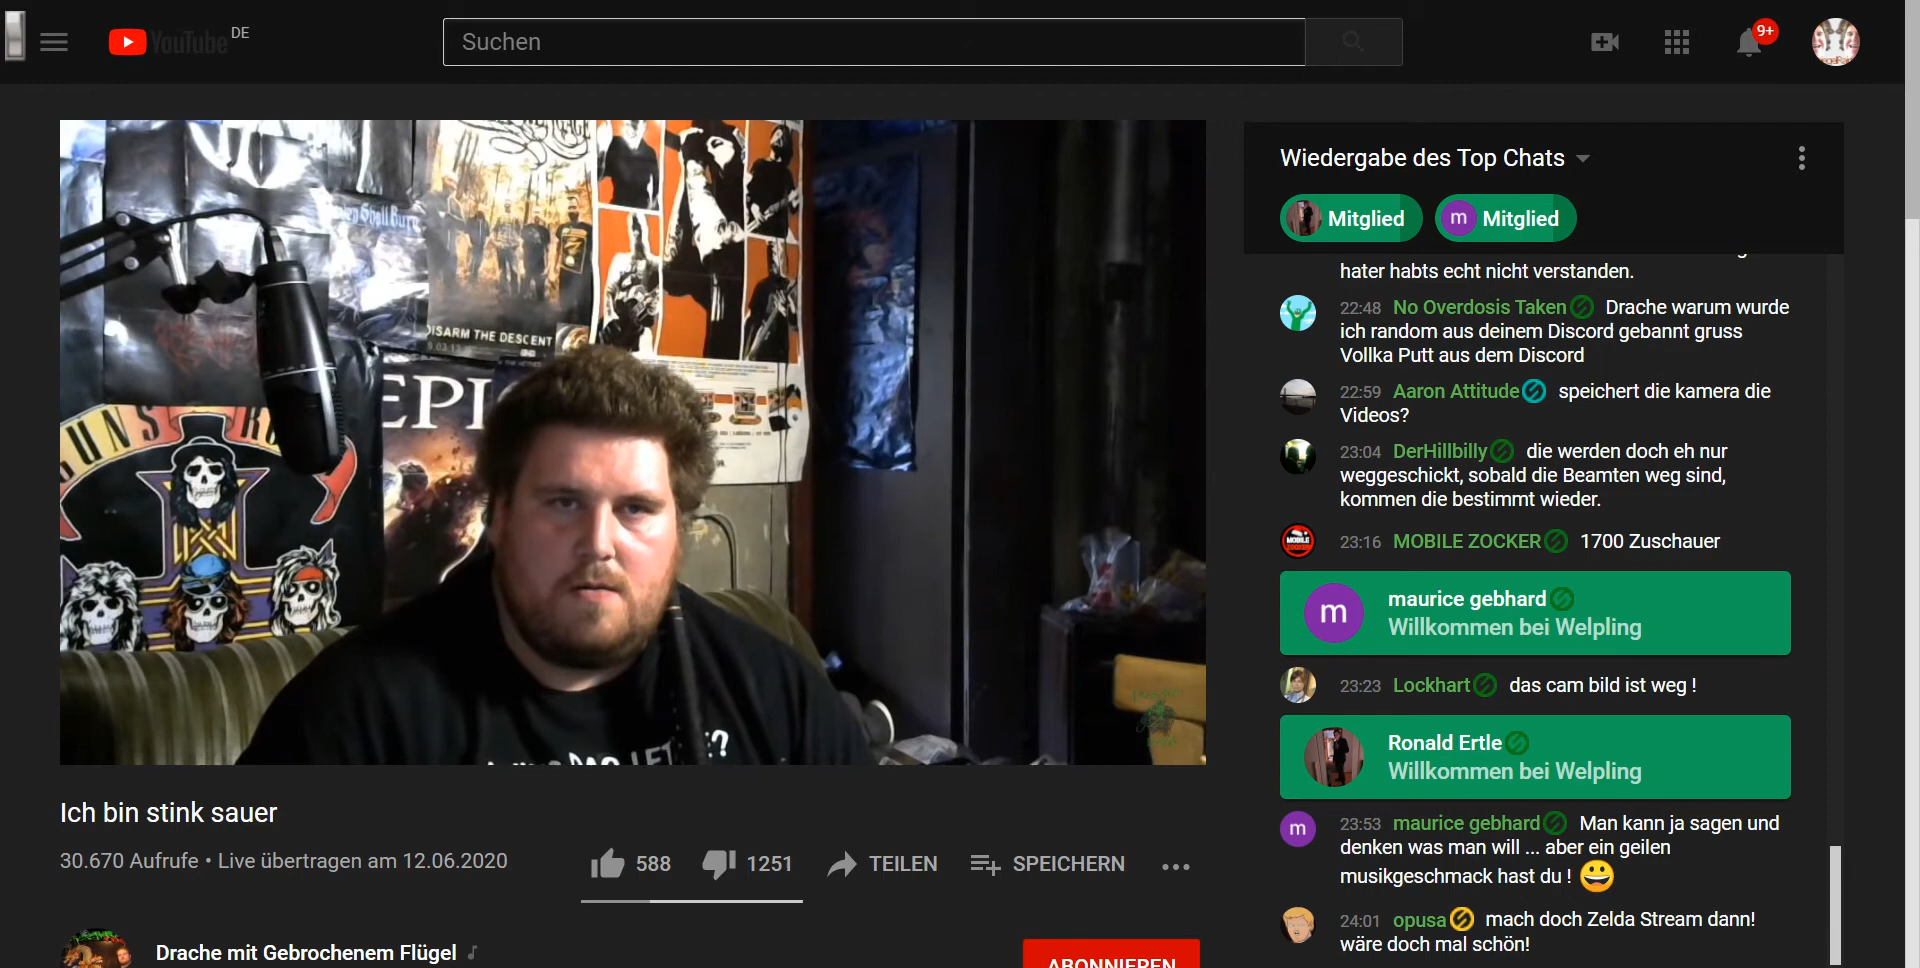 YouTube DE
Suchen
9+
DISARM THE DESCENT
EPI
GUNS
Wiedergabe des Top Chats
Mitglied
m Mitglied
hater habts echt nicht verstanden.
22:48 No Overdosis Taken Drache warum wurde
ich random aus deinem Discord gebannt gruss
Vollka Putt aus dem Discord
22:59 Aaron Attitude speichert die kamera die
Videos?
23:04 DerHillbilly die werden doch eh nur
weggeschickt, sobald die Beamten weg sind,
kommen die bestimmt wieder.
MOBILE
ZOCKER
23:16 MOBILE ZOCKER 1700 Zuschauer
m
maurice gebhard
Willkommen bei Welpling
23:23 Lockhart das cam bild ist weg !
Ronald Ertle
Willkommen bei Welpling
m
23:53 maurice gebhard Man kann ja sagen und
denken was man will ... aber ein geilen
musikgeschmack hast du ! 😀
24:01 opusa mach doch Zelda Stream dann!
wäre doch mal schön!
Ich bin stink sauer
30.670 Aufrufe • Live übertragen am 12.06.2020
588
1251
TEILEN
SPEICHERN
Drache mit Gebrochenem Flügel
ABONNIEREN